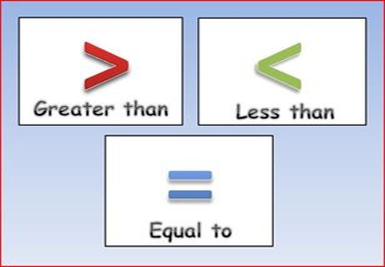 >
Greater than
<
Less than
=
Equal to